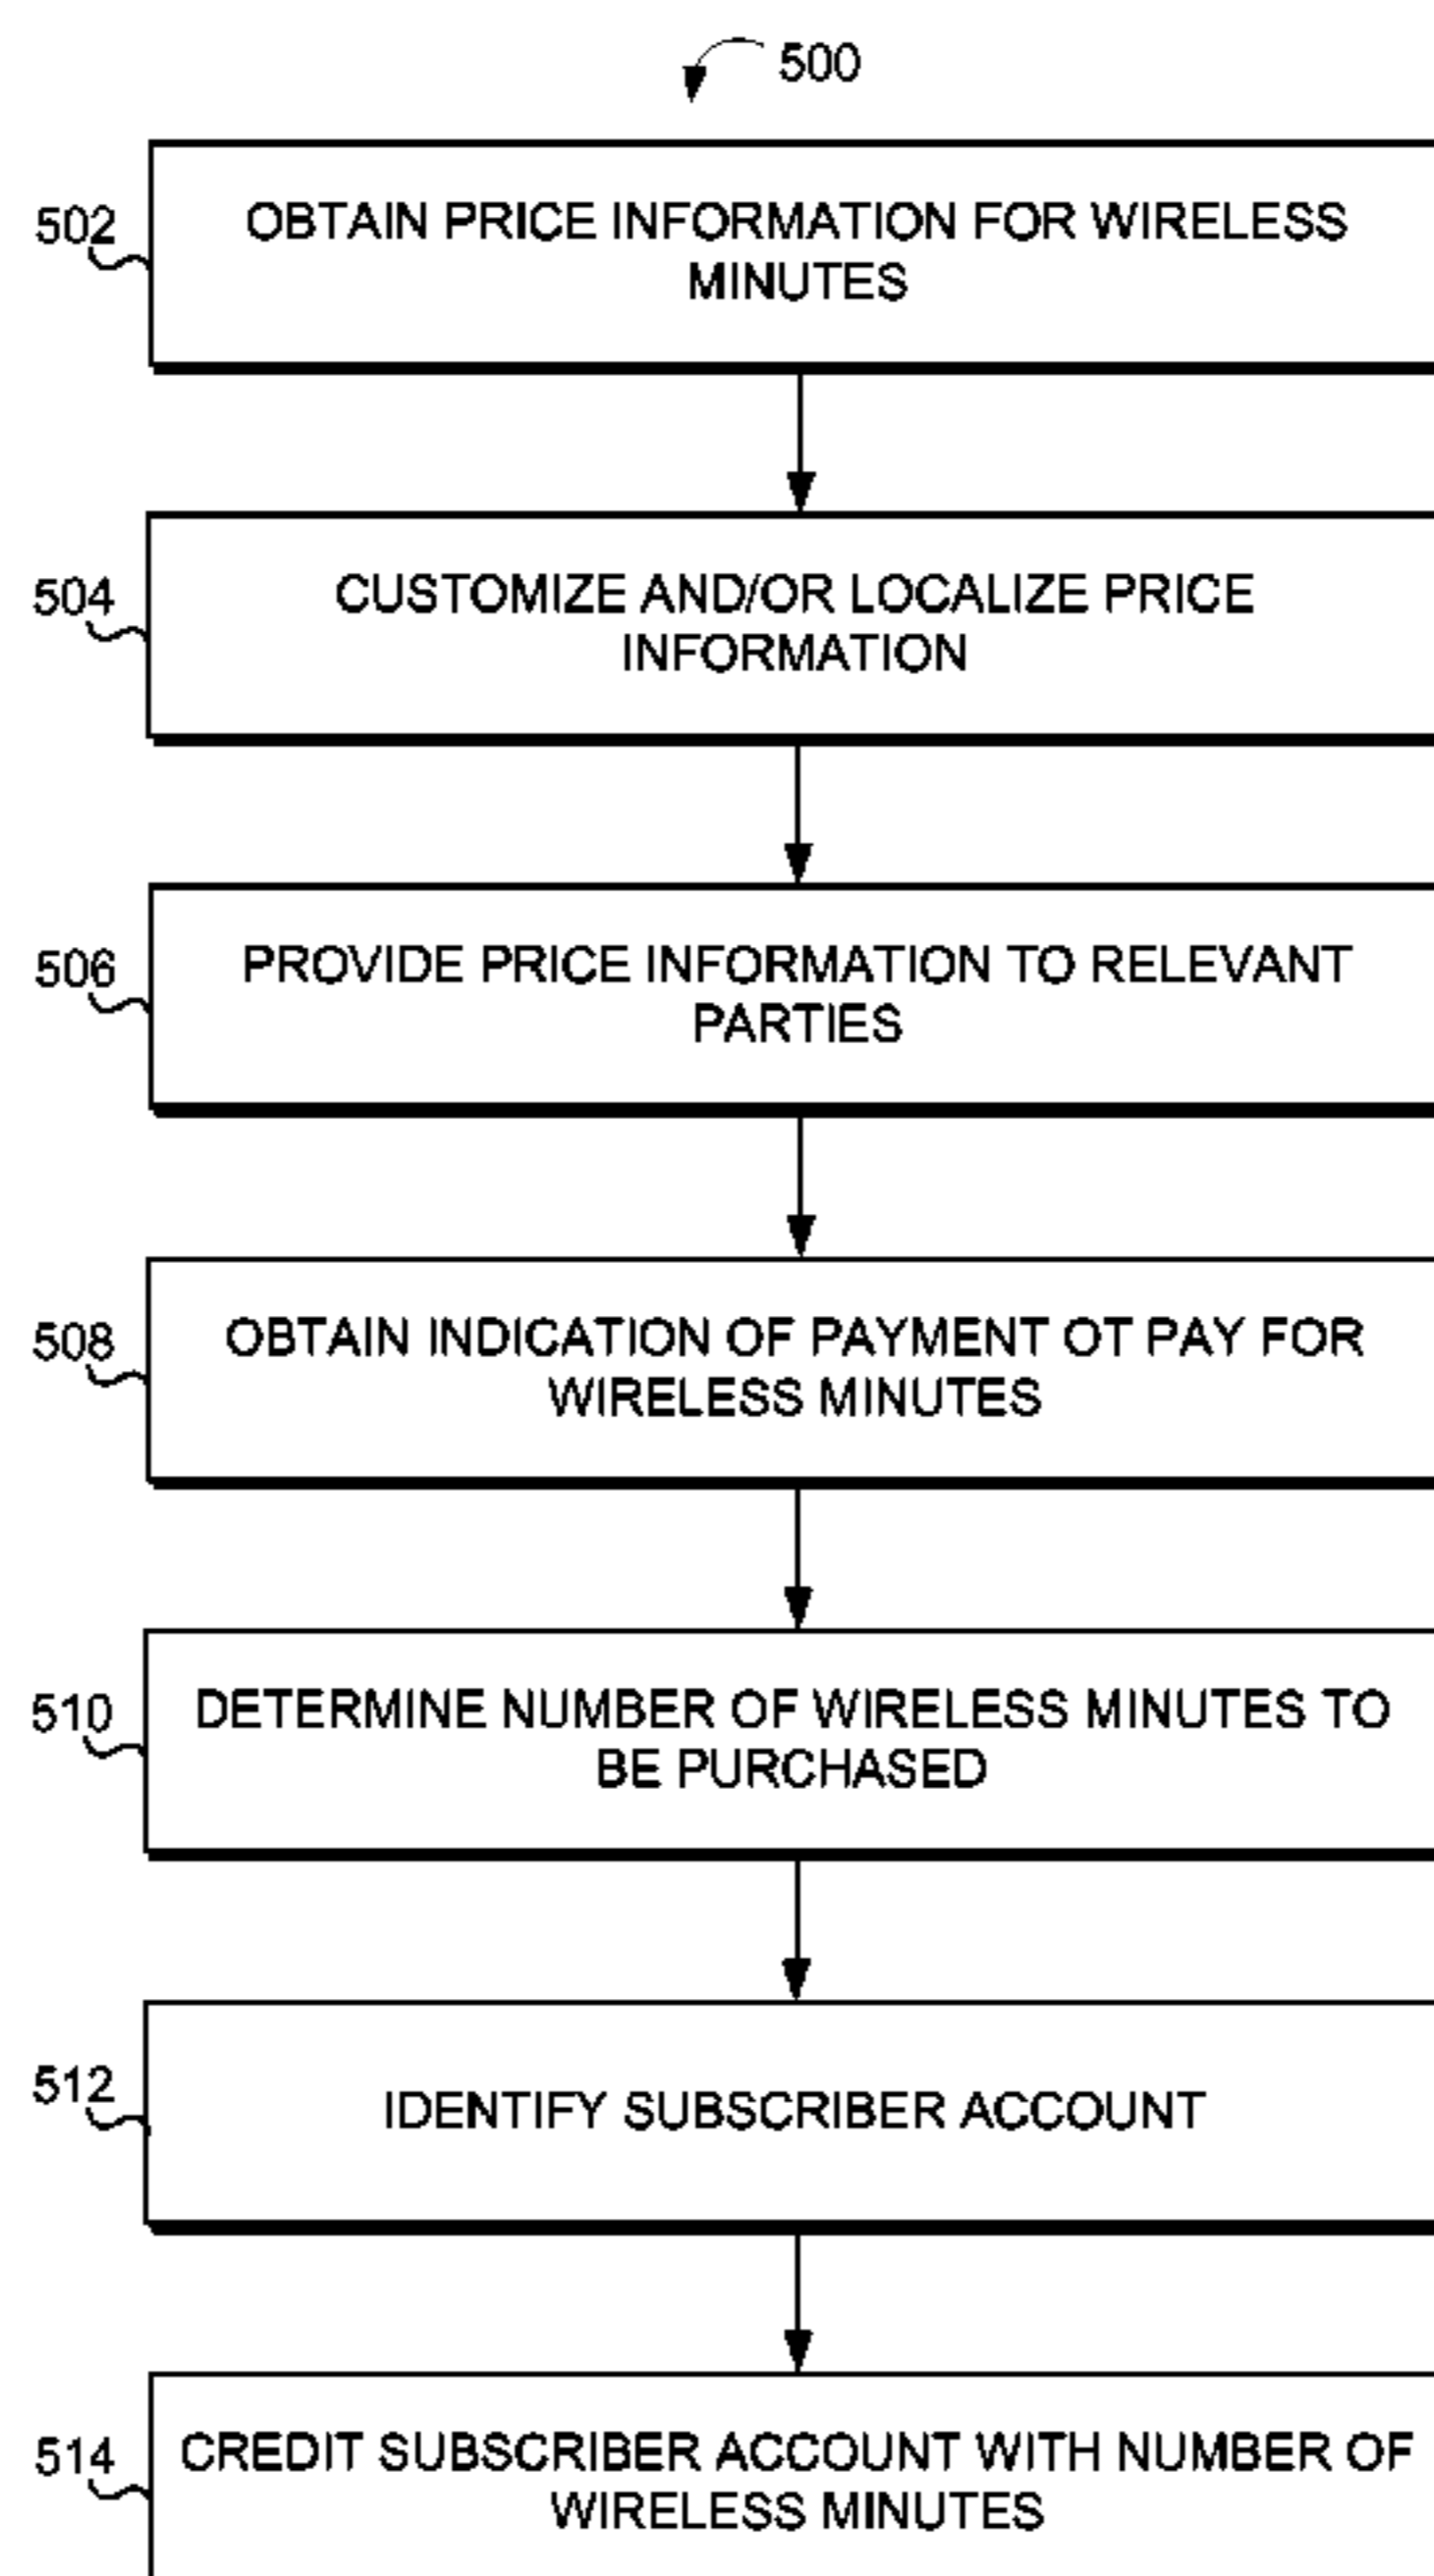 500
502
OBTAIN PRICE INFORMATION FOR WIRELESS
MINUTES
504
CUSTOMIZE AND/OR LOCALIZE PRICE
INFORMATION
506
PROVIDE PRICE INFORMATION TO RELEVANT
PARTIES
508
OBTAIN INDICATION OF PAYMENT OT PAY FOR
WIRELESS MINUTES
510
DETERMINE NUMBER OF WIRELESS MINUTES TO
BE PURCHASED
512
IDENTIFY SUBSCRIBER ACCOUNT
514
CREDIT SUBSCRIBER ACCOUNT WITH NUMBER OF
WIRELESS MINUTES